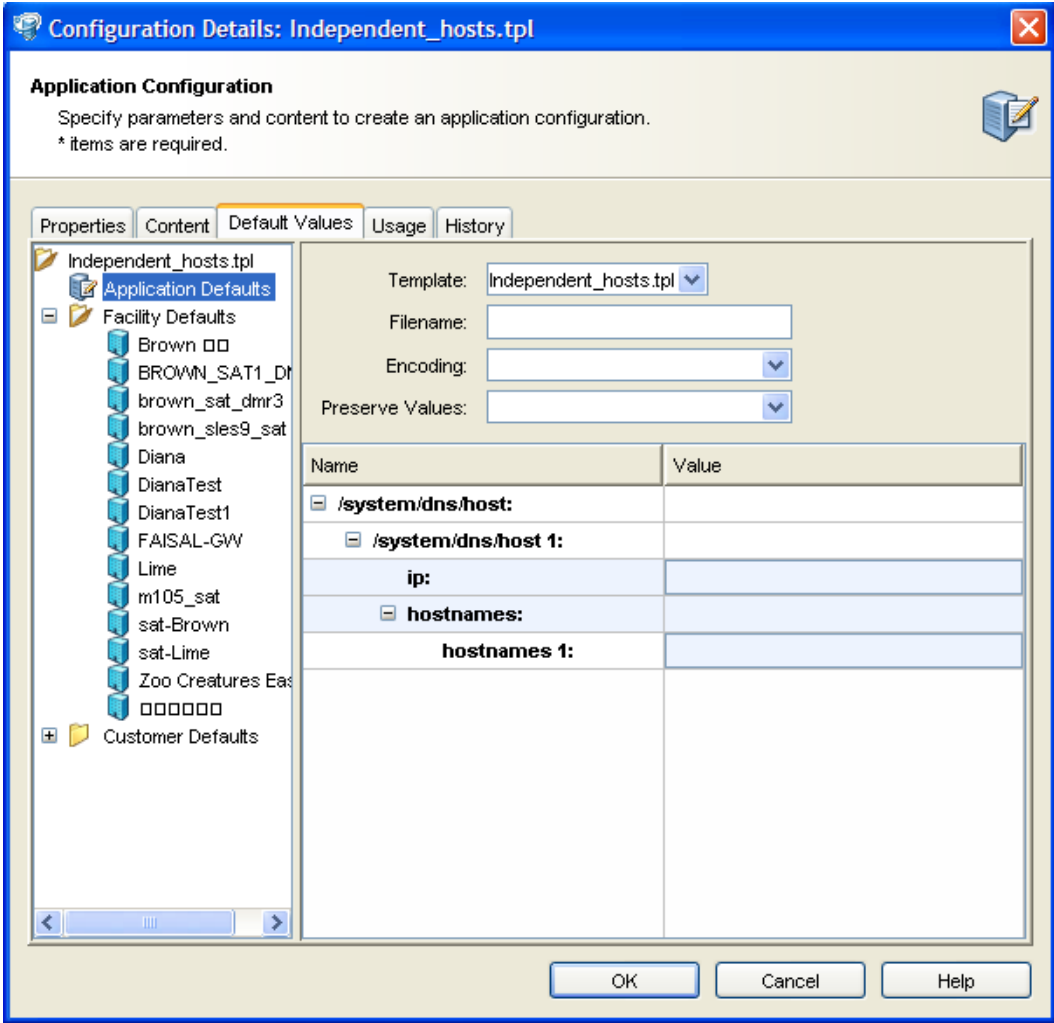 Configuration Details: Independent_hosts.tpl
Application Configuration
Specify parameters and content to create an application configuration.
* items are required.
Properties
Content
Default Values
Usage
History
Independent_hosts.tpl
Application Defaults
Facility Defaults
Brown
BROWN_SAT1_
brown_sat_dmr3
brown_sles9_sat
Diana
DianaTest
DianaTest1
FAISAL-GW
Lime
m105_sat
sat-Brown
sat-Lime
Zoo Creatures
Customer Defaults
Template: Independent_hosts.tpl
Filename:
Encoding:
Preserve Values:
Name Value
/system/dns/host:
/system/dns/host 1:
ip:
hostnames:
hostnames 1:
OK Cancel Help